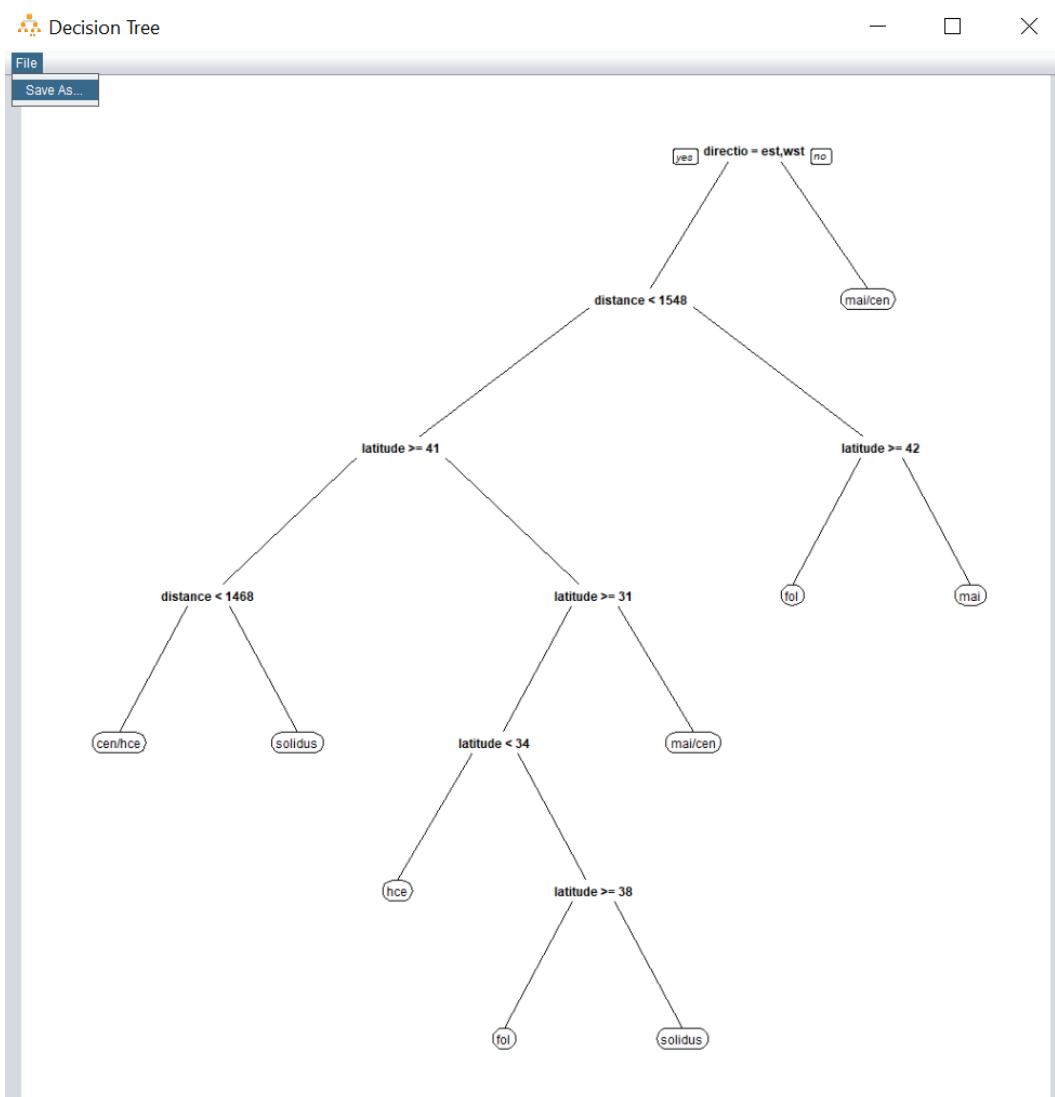 Decision Tree
File
Save As...
yes directio = est,wst no
distance < 1548
mai/cen
latitude >= 41
latitude >= 42
distance < 1468
latitude >= 31
fol
mai
cen/hce
solidus
latitude < 34
mai/cen
hce
latitude >= 38
fol
solidus